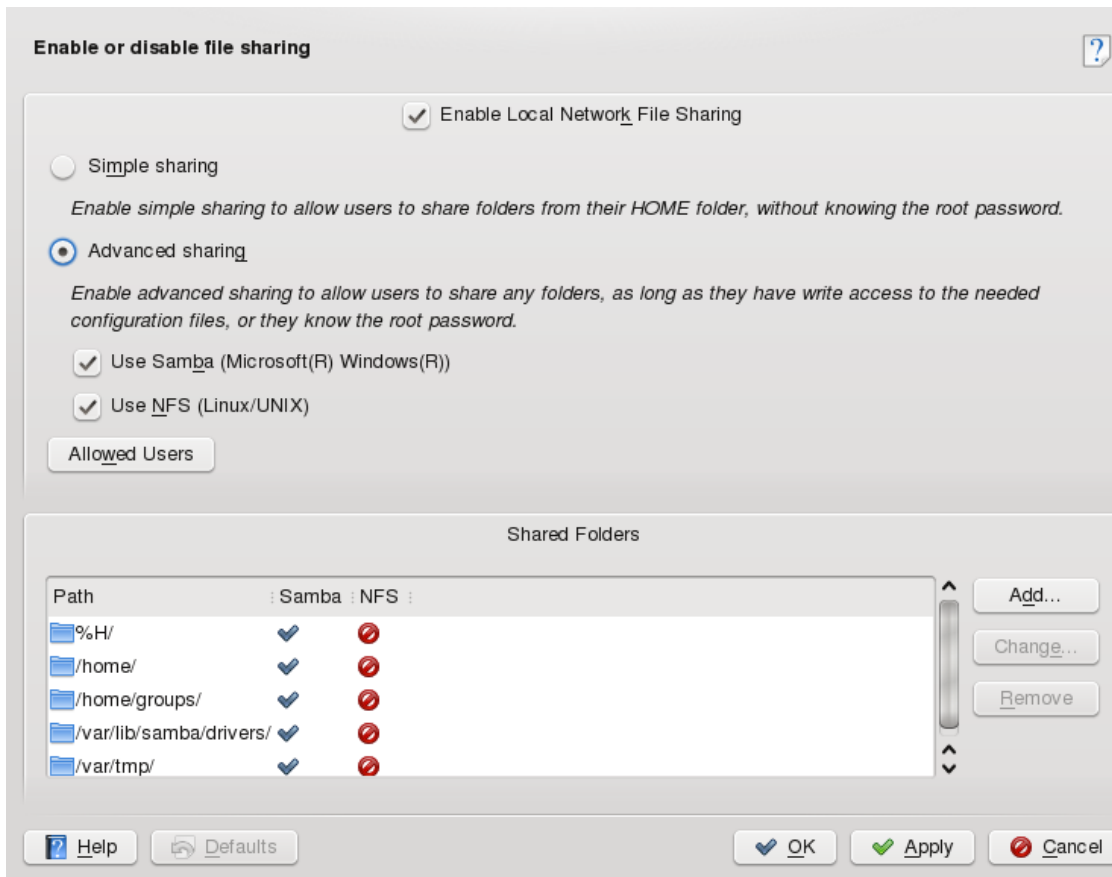 Enable or disable file sharing
?
Enable Local Network File Sharing
Simple sharing
Enable simple sharing to allow users to share folders from their HOME folder, without knowing the root password.
Advanced sharing
Enable advanced sharing to allow users to share any folders, as long as they have write access to the needed
configuration files, or they know the root password.
Use Samba (Microsoft(R) Windows(R))
Use NFS (Linux/UNIX)
Allowed Users
Shared Folders
Path Samba NFS
%H/
/home/
/home/groups/
/var/lib/samba/drivers/
/var/tmp/
Add...
Change...
Remove
? Help Defaults OK Apply Cancel